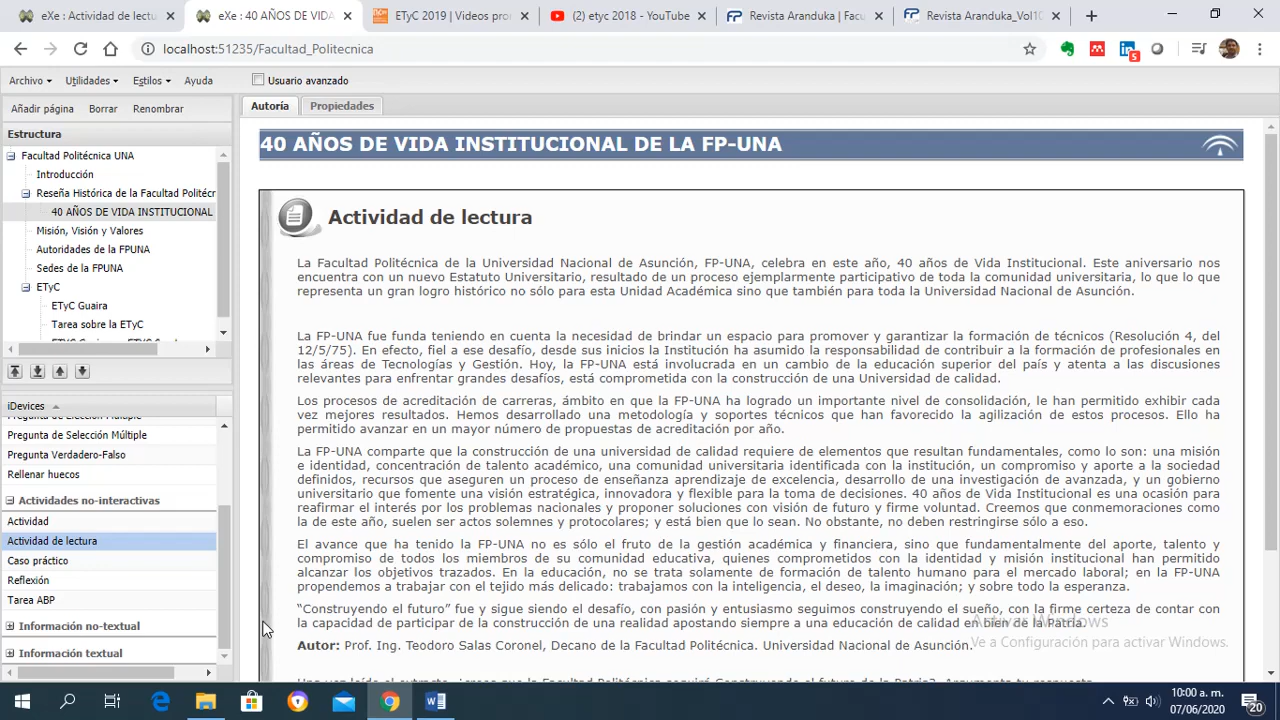 eXe : Actividad de lectu
eXe : 40 AÑOS DE VIDA
ETyC 2019 | Videos pro
(2) etyc 2018 - YouTube
Revista Aranduka | Facu
Revista Aranduka_Vol10
localhost:51235/Facultad_Politecnica
5
Archivo Utilidades Estilos Ayuda Usuario avanzado
Añadir página Borrar Renombrar
Autoría Propiedades
Estructura
Facultad Politécnica UNA
Introducción
Reseña Histórica de la Facultad Politécr
40 AÑOS DE VIDA INSTITUCIONAL
Misión, Visión y Valores
Autoridades de la FPUNA
Sedes de la FPUNA
ETyC
ETyC Guaira
Tarea sobre la ETyC
iDevices
Pregunta de Elección Múltiple
Pregunta de Selección Múltiple
Pregunta Verdadero-Falso
Rellenar huecos
Actividades no-interactivas
Actividad
Actividad de lectura
Caso práctico
Reflexión
Tarea ABP
Información no-textual
Información textual
40 AÑOS DE VIDA INSTITUCIONAL DE LA FP-UNA
Actividad de lectura
La Facultad Politécnica de la Universidad Nacional de Asunción, FP-UNA, celebra en este año, 40 años de Vida Institucional. Este aniversario nos
encuentra con un nuevo Estatuto Universitario, resultado de un proceso ejemplarmente participativo de toda la comunidad universitaria, lo que lo que
representa un gran logro histórico no sólo para esta Unidad Académica sino que también para toda la Universidad Nacional de Asunción.
La FP-UNA fue funda teniendo en cuenta la necesidad de brindar un espacio para promover y garantizar la formación de técnicos (Resolución 4, del
12/5/75). En efecto, fiel a ese desafío, desde sus inicios la Institución ha asumido la responsabilidad de contribuir a la formación de profesionales en
las áreas de Tecnologías y Gestión. Hoy, la FP-UNA está involucrada en un cambio de la educación superior del país y atenta a las discusiones
relevantes para enfrentar grandes desafíos, está comprometida con la construcción de una Universidad de calidad.
Los procesos de acreditación de carreras, ámbito en que la FP-UNA ha logrado un importante nivel de consolidación, le han permitido exhibir cada
vez mejores resultados. Hemos desarrollado una metodología y soportes técnicos que han favorecido la agilización de estos procesos. Ello ha
permitido avanzar en un mayor número de propuestas de acreditación por año.
La FP-UNA comparte que la construcción de una universidad de calidad requiere de elementos que resultan fundamentales, como lo son: una misión
e identidad, concentración de talento académico, una comunidad universitaria identificada con la institución, un compromiso y aporte a la sociedad
definidos, recursos que aseguren un proceso de enseñanza aprendizaje de excelencia, desarrollo de una investigación de avanzada, y un gobierno
universitario que fomente una visión estratégica, innovadora y flexible para la toma de decisiones. 40 años de Vida Institucional es una ocasión para
reafirmar el interés por los problemas nacionales y proponer soluciones con visión de futuro y firme voluntad. Creemos que conmemoraciones como
la de este año, suelen ser actos solemnes y protocolares; y está bien que lo sean. No obstante, no deben restringirse sólo a eso.
El avance que ha tenido la FP-UNA no es sólo el fruto de la gestión académica y financiera, sino que fundamentalmente del aporte, talento y
compromiso de todos los miembros de su comunidad educativa, quienes comprometidos con la identidad y misión institucional han permitido
alcanzar los objetivos trazados. En la educación, no se trata solamente de formación de talento humano para el mercado laboral; en la FP-UNA
propendemos a trabajar con el tejido más delicado: trabajamos con la inteligencia, el deseo, la imaginación; y sobre todo la esperanza.
“Construyendo el futuro” fue y sigue siendo el desafío, con pasión y entusiasmo seguimos construyendo el sueño, con la firme certeza de contar con
la capacidad de participar de la construcción de una realidad apostando siempre a una educación de calidad en bien de la Patria.
Autor: Prof. Ing. Teodoro Salas Coronel, Decano de la Facultad Politécnica. Universidad Nacional de Asunción.
Activar Windows
Ve a Configuración para activar Windows.
10:00 a. m.
07/06/2020
20